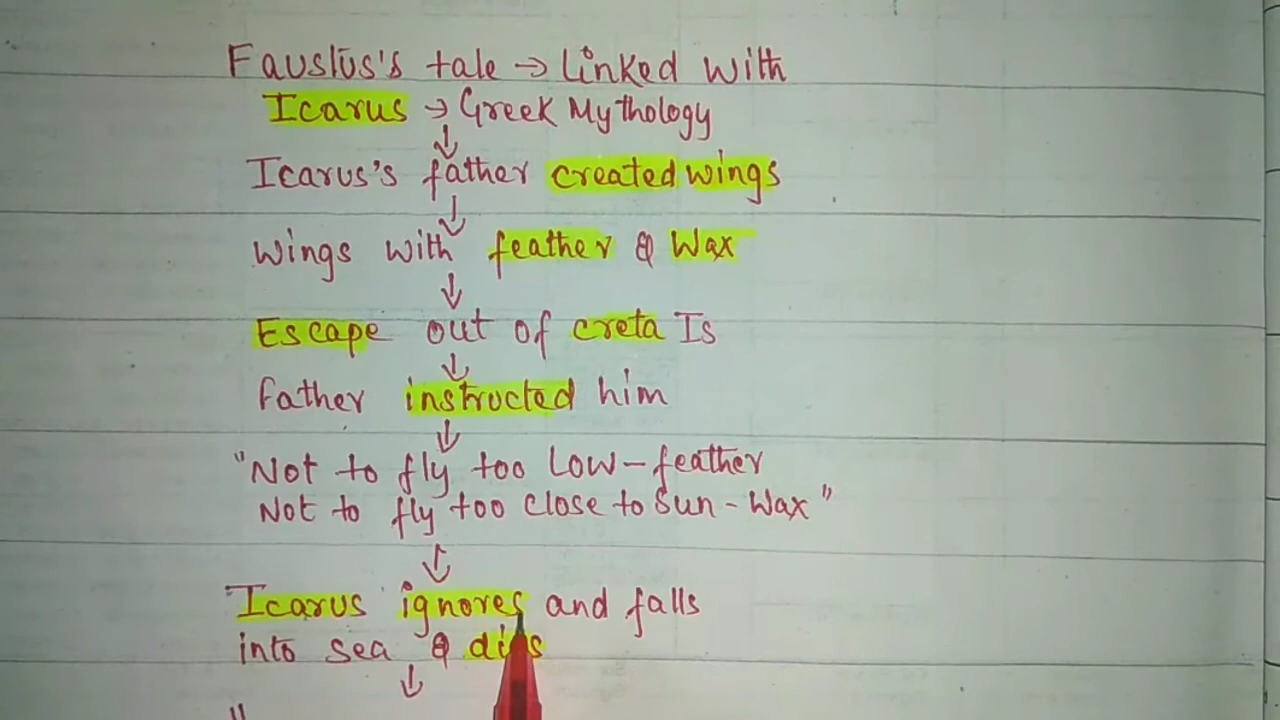 Faustus's tale → Linked with
Icarus → Greek Mythology
↓
Icarus's father created wings
↓
Wings with feather & Wax
↓
Escape out of creta Is
↓
father instructed him
↓
"Not to fly too Low-feather
Not to fly too close to Sun-Wax"
↓
Icarus ignores and falls
into sea & dies
↓
"